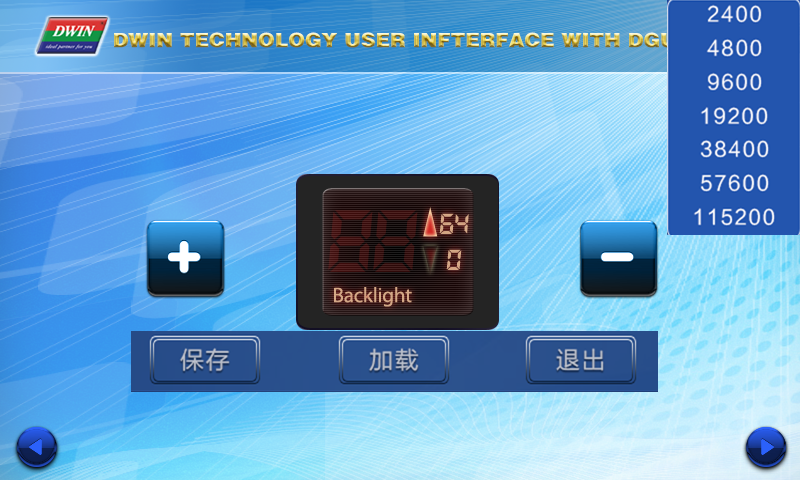 DWIN
ideal partner for you
DWIN TECHNOLOGY USER INFTERFACE WITH DGU
2400
4800
9600
19200
38400
57600
115200
64
0
Backlight
保存
加载
退出